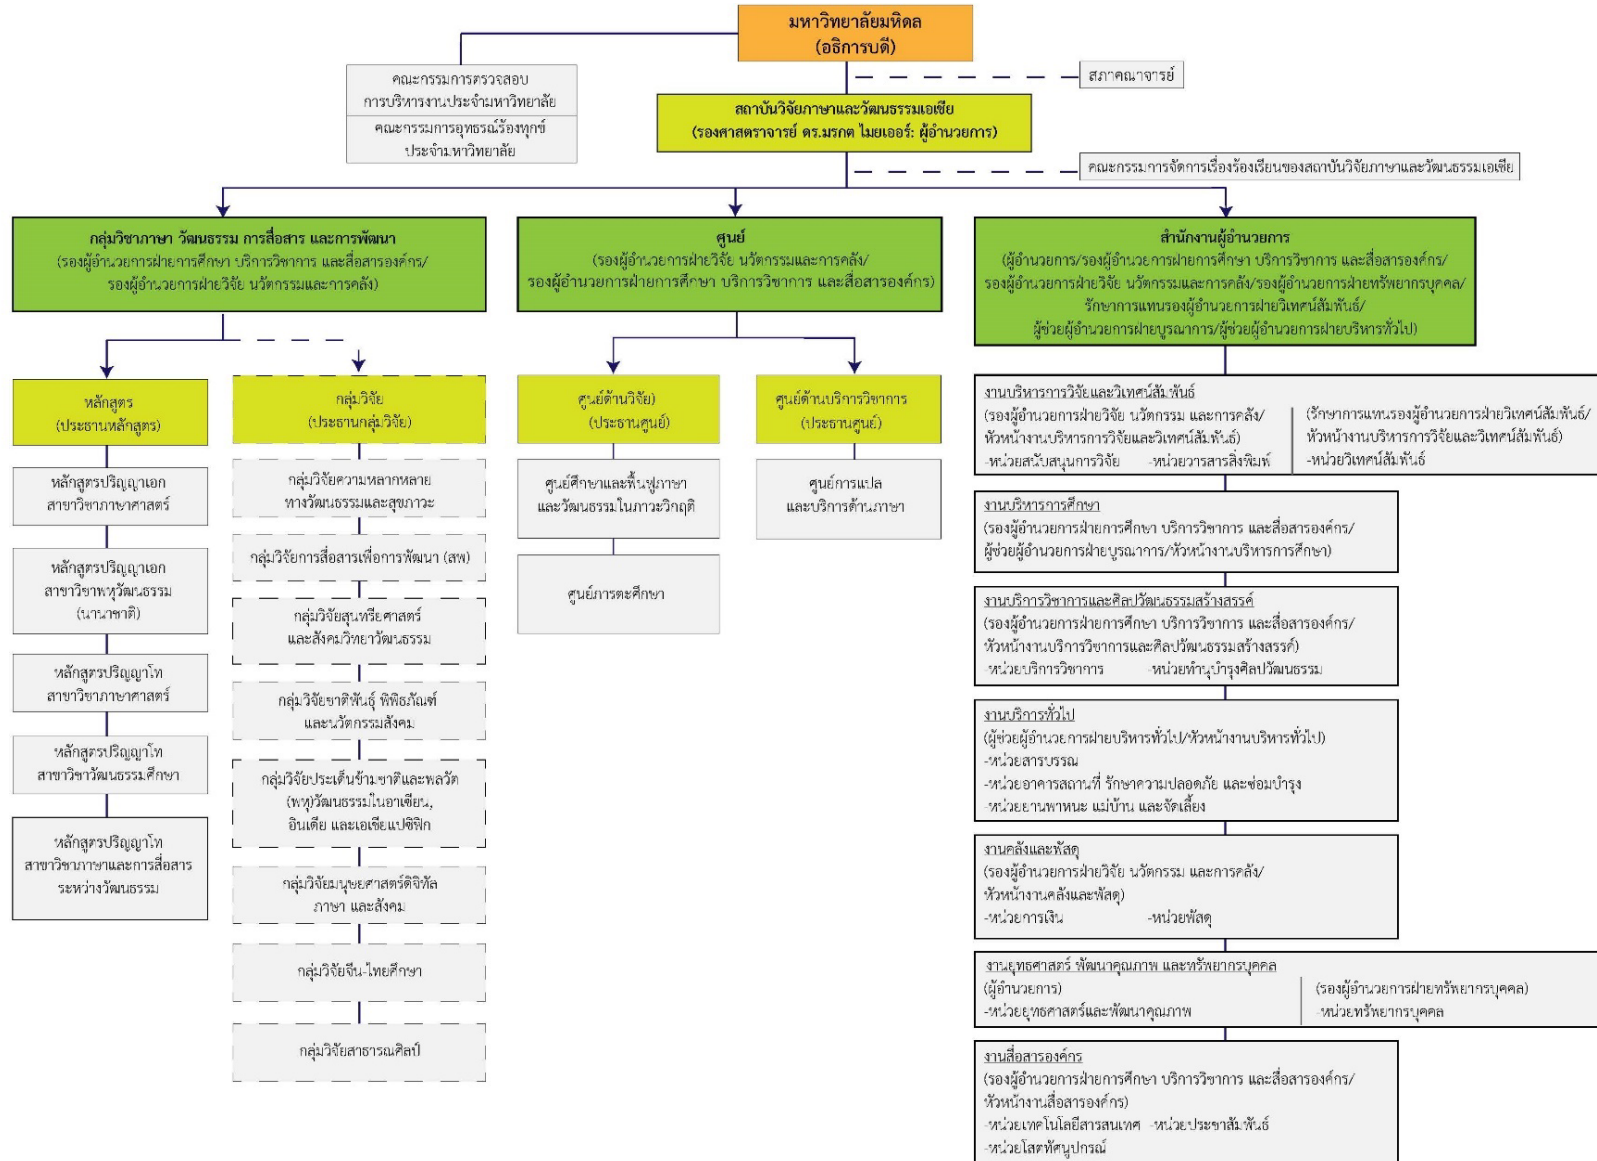 มหาวิทยาลัยมหิดล
(อธิการบดี)
คณะกรรมการตรวจสอบ
การบริหารงานประจำมหาวิทยาลัย
คณะกรรมการอุทธรณ์ร้องทุกข์
ประจำมหาวิทยาลัย
สภาคณาจารย์
สถาบันวิจัยภาษาและวัฒนธรรมเอเชีย
(รองศาสตราจารย์ ดร.มรกต ไมยเออร์: ผู้อำนวยการ)
คณะกรรมการจัดการเรื่องร้องเรียนของสถาบันวิจัยภาษาและวัฒนธรรมเอเชีย
กลุ่มวิชาภาษา วัฒนธรรม การสื่อสาร และการพัฒนา
(รองผู้อำนวยการฝ่ายการศึกษา บริการวิชาการ และสื่อสารองค์กร/
รองผู้อำนวยการฝ่ายวิจัย นวัตกรรมและการคลัง)
หลักสูตร
(ประธานหลักสูตร)
หลักสูตรปริญญาเอก
สาขาวิชาภาษาศาสตร์
หลักสูตรปริญญาเอก
สาขาวิชาพหุวัฒนธรรม
(นานาชาติ)
หลักสูตรปริญญาโท
สาขาวิชาภาษาศาสตร์
หลักสูตรปริญญาโท
สาขาวิชาวัฒนธรรมศึกษา
หลักสูตรปริญญาโท
สาขาวิชาภาษาและการสื่อสาร
ระหว่างวัฒนธรรม
กลุ่มวิจัย
(ประธานกลุ่มวิจัย)
กลุ่มวิจัยความหลากหลาย
ทางวัฒนธรรมและสุขภาวะ
กลุ่มวิจัยการสื่อสารเพื่อการพัฒนา (สพ)
กลุ่มวิจัยสุนทรียศาสตร์
และสังคมวิทยาวัฒนธรรม
กลุ่มวิจัยชาติพันธุ์ พิพิธภัณฑ์
และนวัตกรรมสังคม
กลุ่มวิจัยประเด็นข้ามชาติและพลวัต
(พหุ)วัฒนธรรมในอาเซียน,
อินเดีย และเอเชียแปซิฟิก
กลุ่มวิจัยมนุษยศาสตร์ดิจิทัล
ภาษา และสังคม
กลุ่มวิจัยจีน-ไทยศึกษา
กลุ่มวิจัยสาธารณศิลป์
ศูนย์
(รองผู้อำนวยการฝ่ายวิจัย นวัตกรรมและการคลัง/
รองผู้อำนวยการฝ่ายการศึกษา บริการวิชาการ และสื่อสารองค์กร)
ศูนย์ด้านวิจัย)
(ประธานศูนย์)
ศูนย์ศึกษาและฟื้นฟูภาษา
และวัฒนธรรมในภาวะวิกฤติ
ศูนย์ภารตะศึกษา
ศูนย์ด้านบริการวิชาการ
(ประธานศูนย์)
ศูนย์การแปล
และบริการด้านภาษา
สำนักงานผู้อำนวยการ
(ผู้อำนวยการ/รองผู้อำนวยการฝ่ายการศึกษา บริการวิชาการ และสื่อสารองค์กร/
รองผู้อำนวยการฝ่ายวิจัย นวัตกรรมและการคลัง/รองผู้อำนวยการฝ่ายทรัพยากรบุคคล/
รักษาการแทนรองผู้อำนวยการฝ่ายวิเทศน์สัมพันธ์/
ผู้ช่วยผู้อำนวยการฝ่ายบูรณาการ/ผู้ช่วยผู้อำนวยการฝ่ายบริหารทั่วไป)
งานบริหารการวิจัยและวิเทศน์สัมพันธ์
(รองผู้อำนวยการฝ่ายวิจัย นวัตกรรม และการคลัง/
หัวหน้างานบริหารการวิจัยและวิเทศน์สัมพันธ์)
-หน่วยสนับสนุนการวิจัย -หน่วยวารสารสิ่งพิมพ์
(รักษาการแทนรองผู้อำนวยการฝ่ายวิเทศน์สัมพันธ์/
หัวหน้างานบริหารการวิจัยและวิเทศน์สัมพันธ์)
-หน่วยวิเทศน์สัมพันธ์
งานบริหารการศึกษา
(รองผู้อำนวยการฝ่ายการศึกษา บริการวิชาการ และสื่อสารองค์กร/
ผู้ช่วยผู้อำนวยการฝ่ายบูรณาการ/หัวหน้างานบริหารการศึกษา)
งานบริการวิชาการและศิลปวัฒนธรรมสร้างสรรค์
(รองผู้อำนวยการฝ่ายการศึกษา บริการวิชาการ และสื่อสารองค์กร/
หัวหน้างานบริการวิชาการและศิลปวัฒนธรรมสร้างสรรค์)
-หน่วยบริการวิชาการ -หน่วยทำนุบำรุงศิลปวัฒนธรรม
งานบริการทั่วไป
(ผู้ช่วยผู้อำนวยการฝ่ายบริหารทั่วไป/หัวหน้างานบริหารทั่วไป)
-หน่วยสารบรรณ
-หน่วยอาคารสถานที่ รักษาความปลอดภัย และซ่อมบำรุง
-หน่วยยานพาหนะ แม่บ้าน และจัดเลี้ยง
งานคลังและพัสดุ
(รองผู้อำนวยการฝ่ายวิจัย นวัตกรรม และการคลัง/
หัวหน้างานคลังและพัสดุ)
-หน่วยการเงิน -หน่วยพัสดุ
งานยุทธศาสตร์ พัฒนาคุณภาพ และทรัพยากรบุคคล
(ผู้อำนวยการ)
-หน่วยยุทธศาสตร์และพัฒนาคุณภาพ
(รองผู้อำนวยการฝ่ายทรัพยากรบุคคล)
-หน่วยทรัพยากรบุคคล
งานสื่อสารองค์กร
(รองผู้อำนวยการฝ่ายการศึกษา บริการวิชาการ และสื่อสารองค์กร/
หัวหน้างานสื่อสารองค์กร)
-หน่วยเทคโนโลยีสารสนเทศ -หน่วยประชาสัมพันธ์
-หน่วยโสตทัศนูปกรณ์